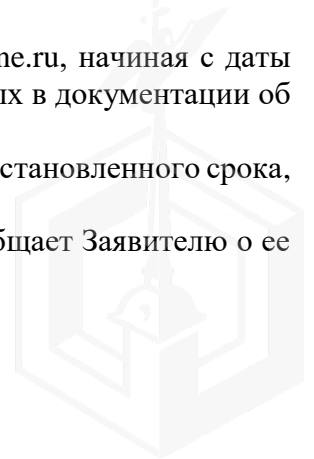 ne.ru, начиная с даты
ых в документации об
становленного срока,
бщает Заявителю о ее